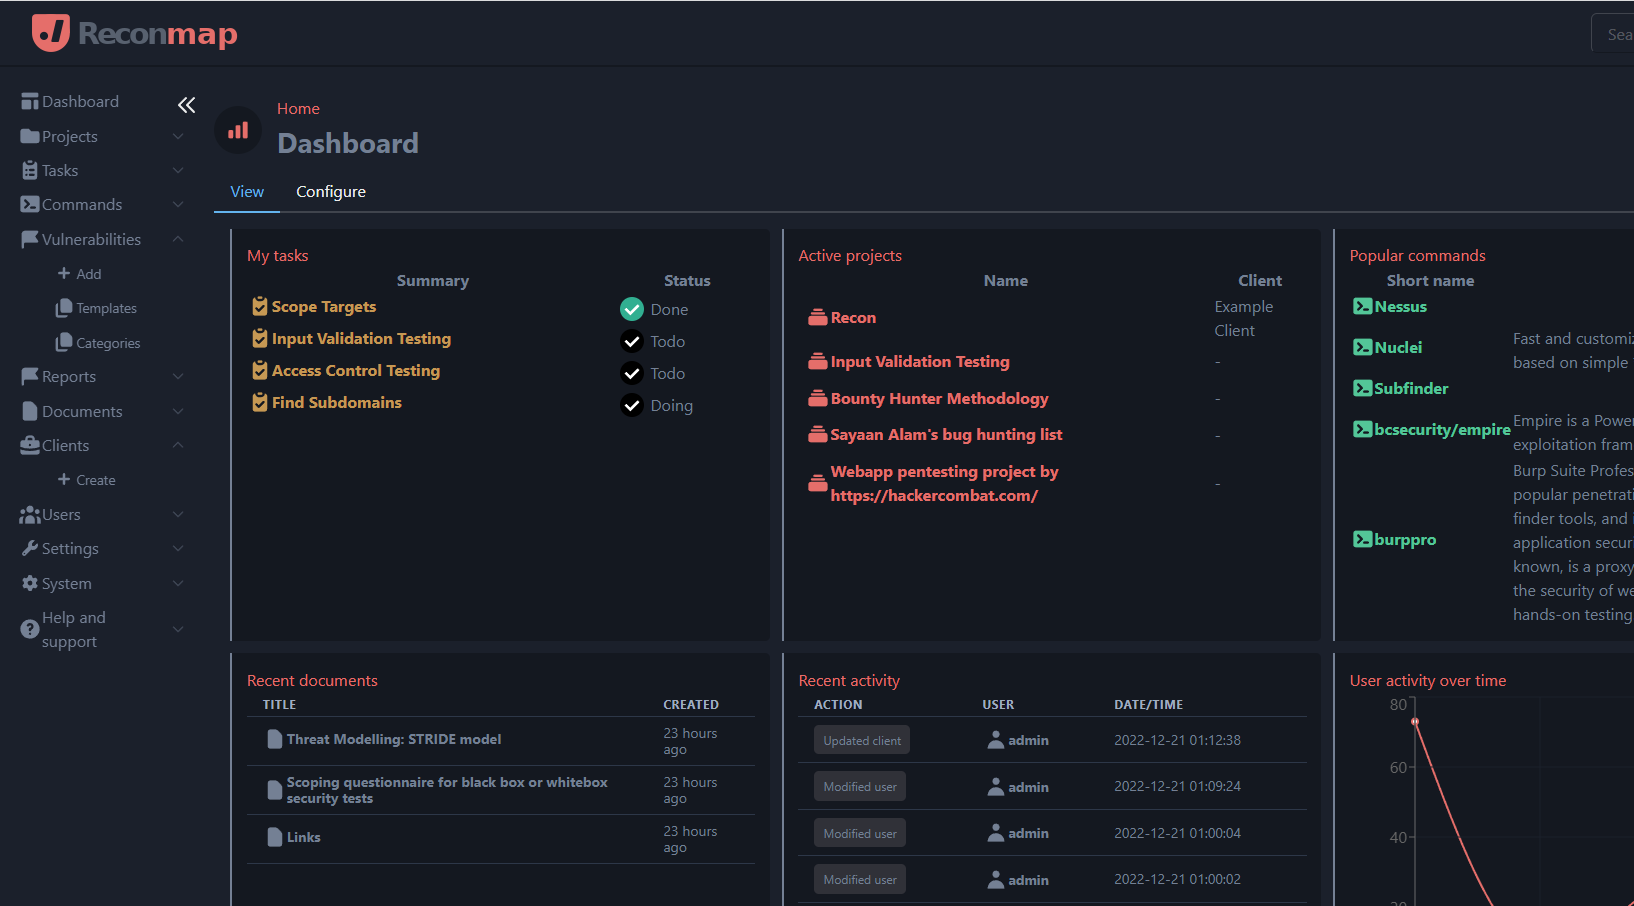 Reconmap
Sea
Dashboard
Projects
Tasks
Commands
Vulnerabilities
Add
Templates
Categories
Reports
Documents
Clients
Create
Users
Settings
System
Help and
support
Home
Dashboard
View Configure
My tasks
Summary Status
Scope Targets Done
Input Validation Testing Todo
Access Control Testing Todo
Find Subdomains Doing
Active projects
Name Client
Recon Example
Client
Input Validation Testing -
Bounty Hunter Methodology -
Sayaan Alam's bug hunting list -
Webapp pentesting project by
https://hackercombat.com/ -
Popular commands
Short name
Nessus
Nuclei Fast and customiz
based on simple
Subfinder
bcsecurity/empire Empire is a Power
exploitation fram
burppro Burp Suite Profes
popular penetrati
finder tools, and i
application securi
known, is a proxy
the security of we
hands-on testing
Recent documents
TITLE CREATED
Threat Modelling: STRIDE model 23 hours
ago
Scoping questionnaire for black box or whitebox 23 hours
security tests ago
Links 23 hours
ago
Recent activity
ACTION USER DATE/TIME
Updated client admin 2022-12-21 01:12:38
Modified user admin 2022-12-21 01:09:24
Modified user admin 2022-12-21 01:00:04
Modified user admin 2022-12-21 01:00:02
User activity over time
80
60
40
20